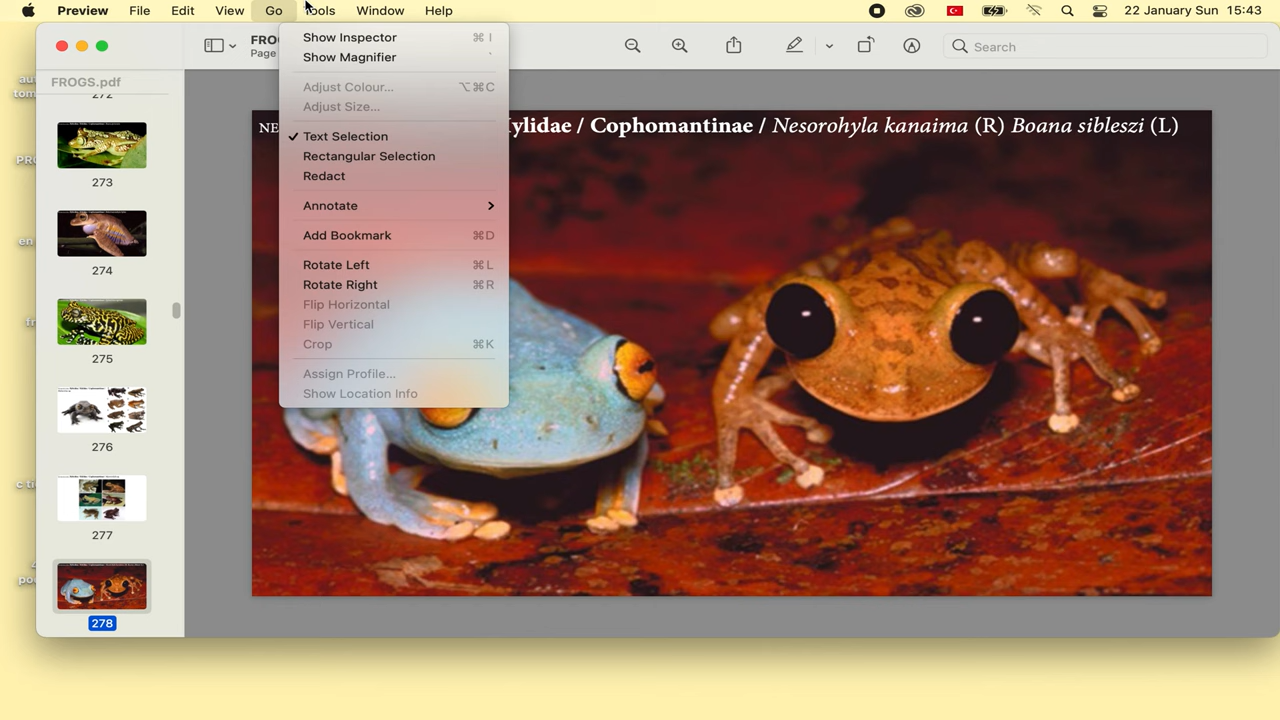 Preview File Edit View Go Tools Window Help 22 January Sun 15:43
FROGS.pdf
272
273
274
275
276
277
278
FRO
Page
Search
Show Inspector ⌘ I
Show Magnifier `
Adjust Colour... ⌥⌘C
Adjust Size...
✓ Text Selection
Rectangular Selection
Redact
Annotate >
Add Bookmark ⌘D
Rotate Left ⌘L
Rotate Right ⌘R
Flip Horizontal
Flip Vertical
Crop ⌘K
Assign Profile...
Show Location Info
NE ylidae / Cophomantinae / Nesorohyla kanaima (R) Boana sibleszi (L)